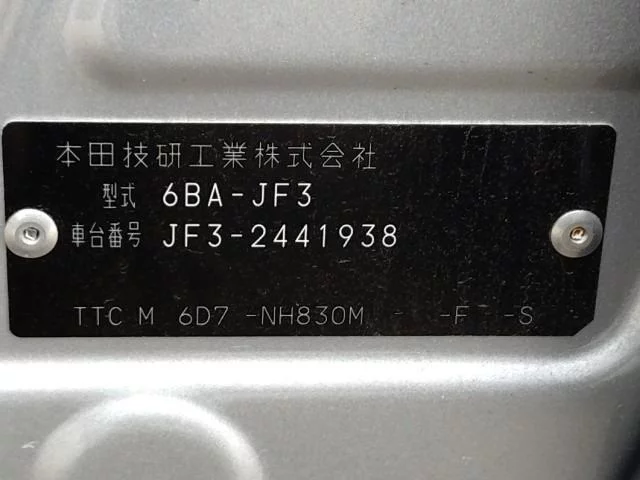 本田技研工業株式会社
型式 6BA-JF3
車台番号 JF3-2441938
TTC M 6D7 -NH830M - -F -S